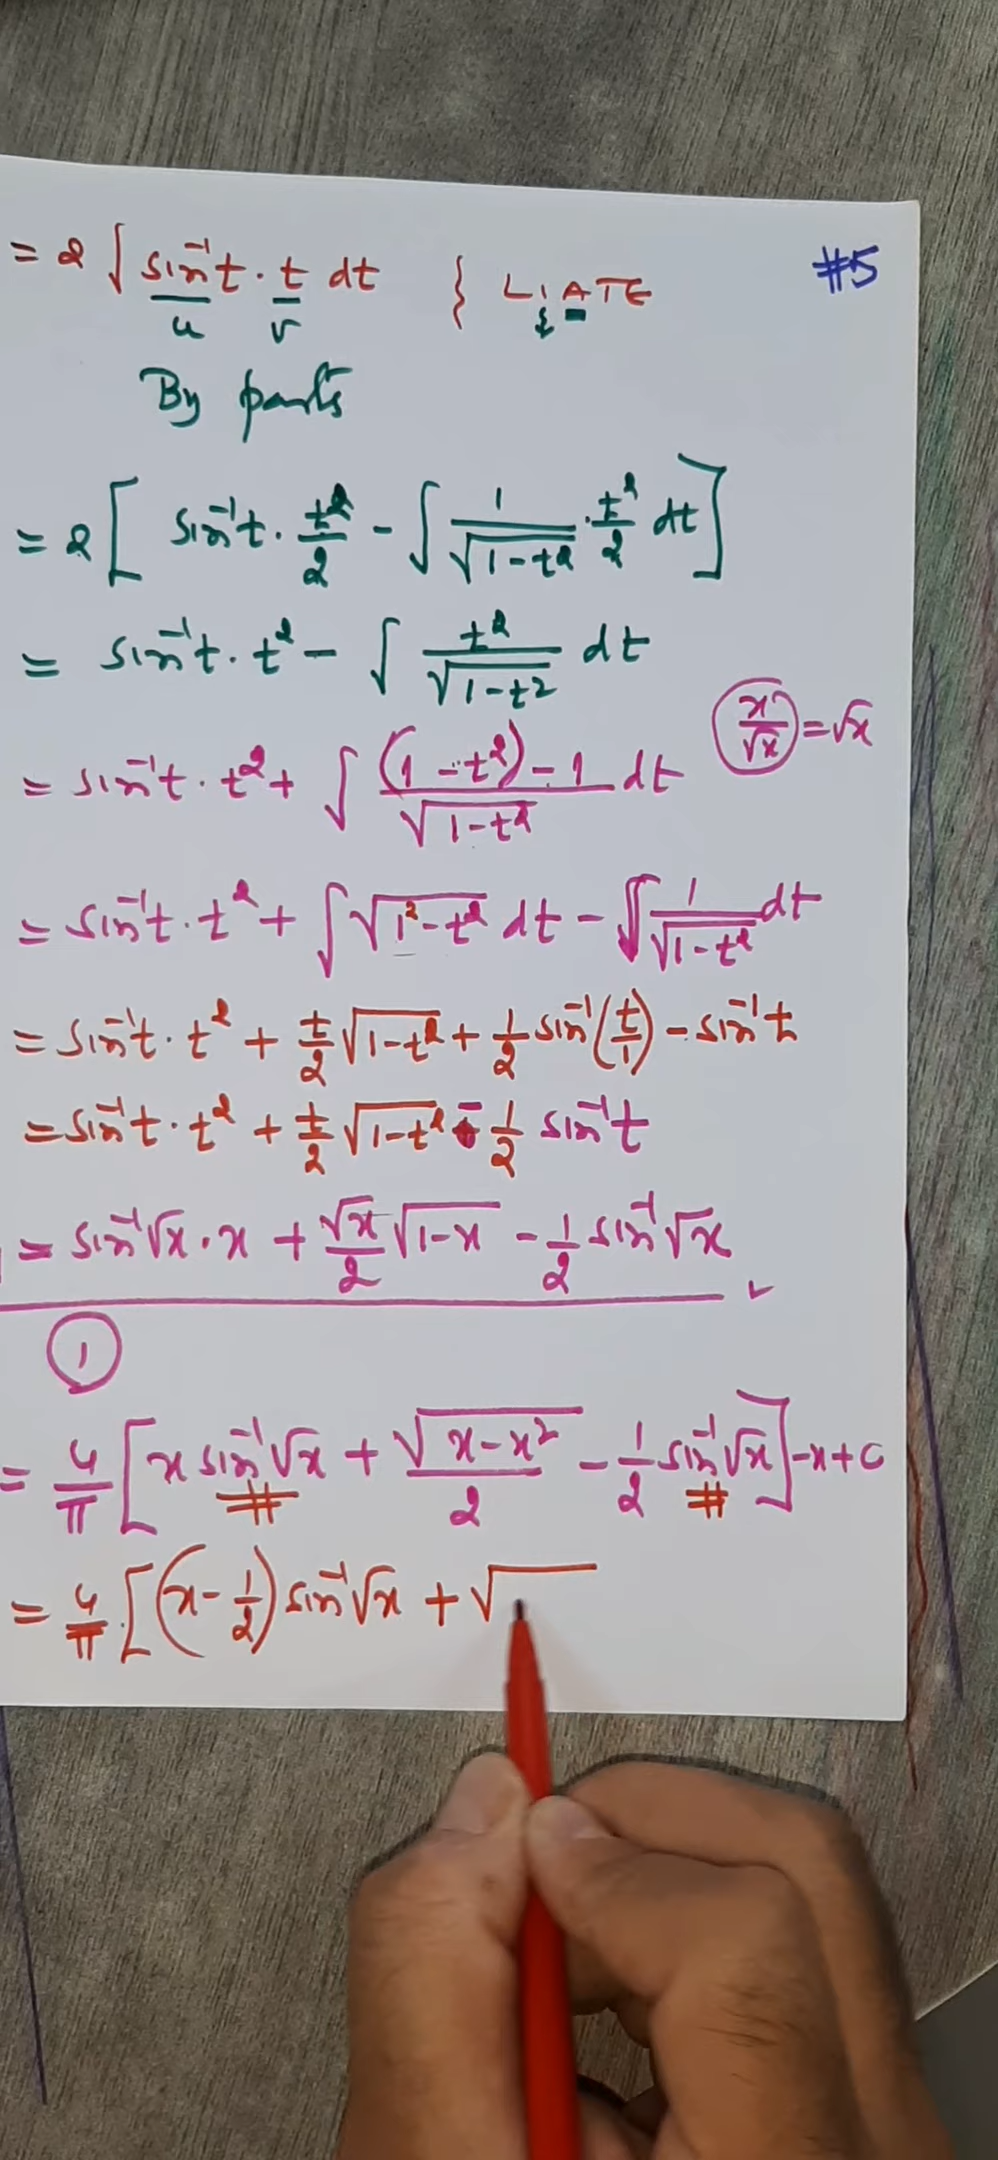 = 2 ∫ sin⁻¹t · t dt } LIATE #5
u v
By parts
= 2 [ sin⁻¹t · t²/2 - ∫ 1/√(1-t²) · t²/2 dt ]
= sin⁻¹t · t² - ∫ t²/√(1-t²) dt
x/√x = √x
= sin⁻¹t · t² + ∫ ((1-t²)-1)/√(1-t²) dt
= sin⁻¹t · t² + ∫ √(1²-t²) dt - ∫ 1/√(1-t²) dt
= sin⁻¹t · t² + t/2 √(1-t²) + 1/2 sin⁻¹(t/1) - sin⁻¹t
= sin⁻¹t · t² + t/2 √(1-t²) - 1/2 sin⁻¹t
= sin⁻¹√x · x + √x/2 √(1-x) - 1/2 sin⁻¹√x
1
= 4/π [ x sin⁻¹√x + √(x-x²)/2 - 1/2 sin⁻¹√x ] - x + c
= 4/π [ (x - 1/2) sin⁻¹√x + √